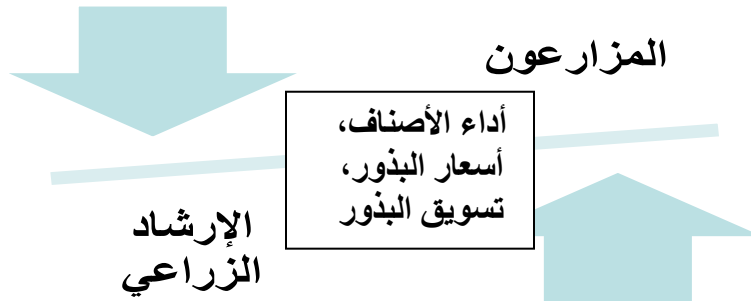 المزارعون
أداء الأصناف،
أسعار البذور،
تسويق البذور
الإرشاد
الزراعي